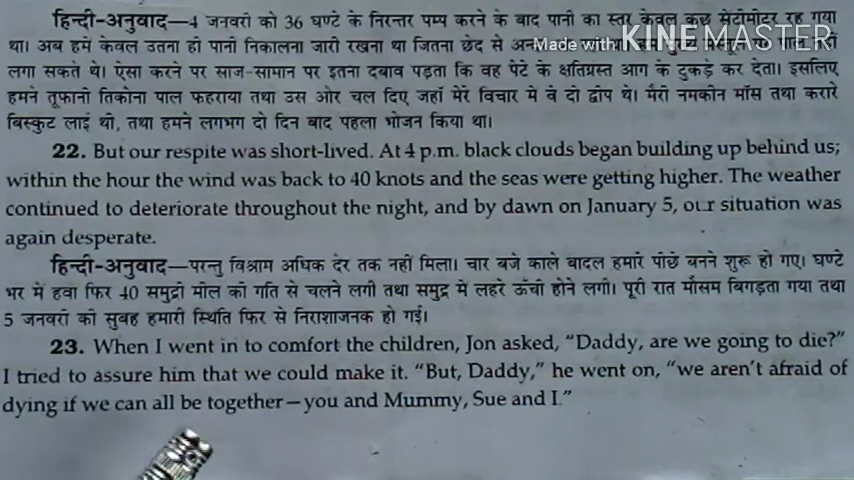 हिन्दी-अनुवाद—4 जनवरी को 36 घण्टे के निरन्तर पम्प करने के बाद पानी का स्तर केवल कुछ सेंटीमीटर रह गया
Made with KINEMASTER
था। अब हमें केवल उतना ही पानी निकालना जारी रखना था जितना छेद से
लगा सकते थे। ऐसा करने पर साज-सामान पर इतना दबाव पड़ता कि वह पेटे के क्षतिग्रस्त भाग के टुकड़े कर देता। इसलिए
हमने तूफानी तिकोना पाल फहराया तथा उस ओर चल दिए जहाँ मेरे विचार में वे दो द्वीप थे। मैरी नमकीन माँस तथा करारे
बिस्कुट लाई थी, तथा हमने लगभग दो दिन बाद पहला भोजन किया था।
22. But our respite was short-lived. At 4 p.m. black clouds began building up behind us;
within the hour the wind was back to 40 knots and the seas were getting higher. The weather
continued to deteriorate throughout the night, and by dawn on January 5, our situation was
again desperate.
हिन्दी-अनुवाद—परन्तु विश्राम अधिक देर तक नहीं मिला। चार बजे काले बादल हमारे पीछे बनने शुरू हो गए। घण्टे
भर में हवा फिर 40 समुद्री मील की गति से चलने लगी तथा समुद्र में लहरें ऊँची होने लगी। पूरी रात मौसम बिगड़ता गया तथा
5 जनवरी की सुबह हमारी स्थिति फिर से निराशाजनक हो गई।
23. When I went in to comfort the children, Jon asked, “Daddy, are we going to die?”
I tried to assure him that we could make it. “But, Daddy,” he went on, “we aren't afraid of
dying if we can all be together—you and Mummy, Sue and I.”